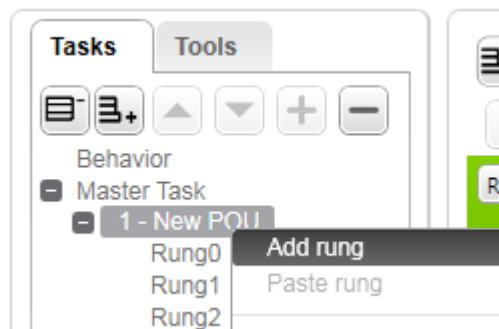 Tasks Tools
Behavior
Master Task
1 - New POU
Rung0
Add rung
Rung1
Paste rung
Rung2
R